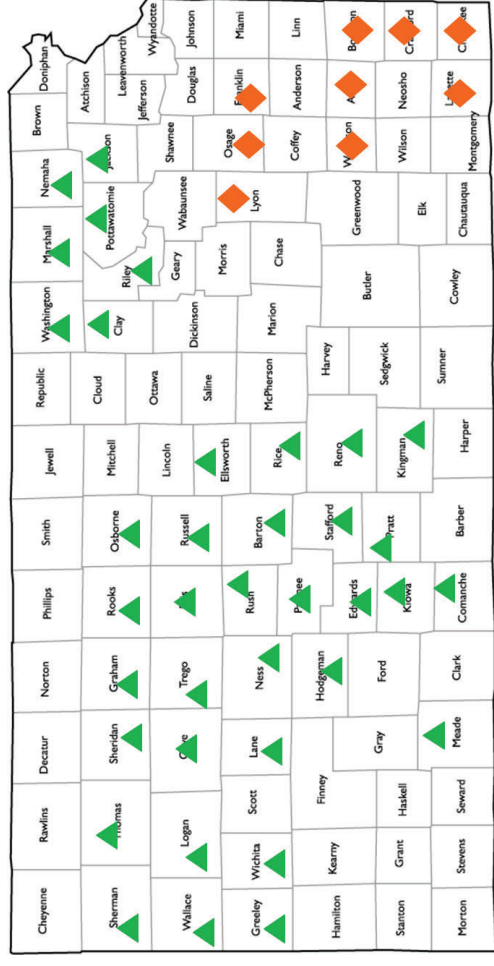 Cheyenne
Rawlins
Decatur
Norton
Phillips
Smith
Jewell
Republic
Washington
Marshall
Nemaha
Brown
Doniphan
Sherman
Thomas
Sheridan
Graham
Rooks
Osborne
Mitchell
Cloud
Clay
Riley
Pottawatomie
Jackson
Atchison
Jefferson
Leavenworth
Wyandotte
Wallace
Logan
Trego
Russell
Lincoln
Ottawa
Geary
Wabaunsee
Shawnee
Douglas
Johnson
Greeley
Wichita
Scott
Lane
Ness
Rush
Barton
Ellsworth
Saline
Dickinson
Morris
Lyon
Osage
Franklin
Miami
Hamilton
Kearny
Finney
Hodgeman
Edwards
Stafford
Rice
McPherson
Marion
Chase
Coffey
Anderson
Linn
Stanton
Grant
Haskell
Gray
Ford
Kiowa
Pratt
Reno
Harvey
Sedgwick
Butler
Greenwood
Elk
Wilson
Neosho
Morton
Stevens
Seward
Meade
Clark
Comanche
Barber
Kingman
Harper
Sumner
Cowley
Chautauqua
Montgomery